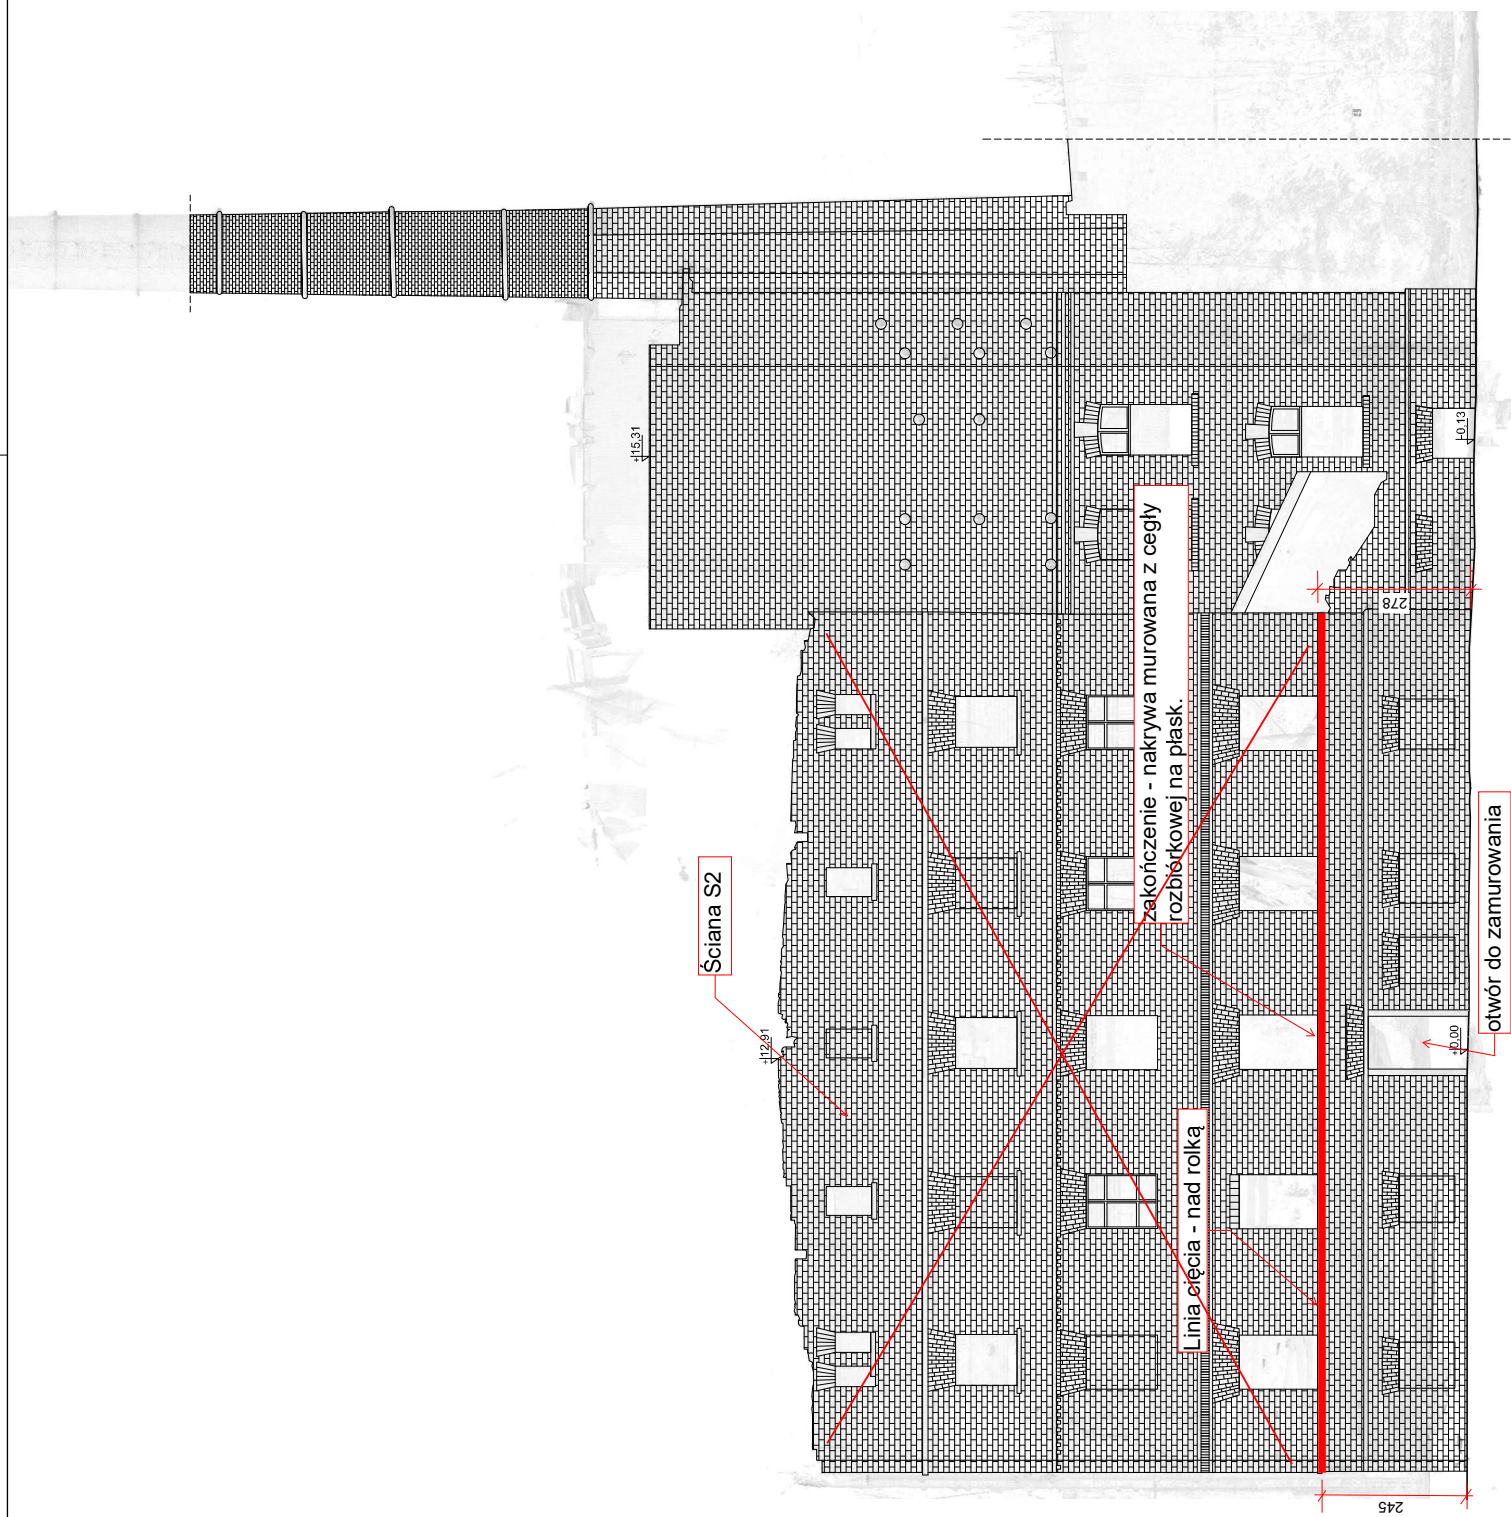 +15,31
-0,13
zakończenie - nakrywa murowana z cegły
rozbiórkowej na płask.
278
Ściana S2
+12,91
otwór do zamurowania
±0,00
Linia cięcia - nad rolką
245